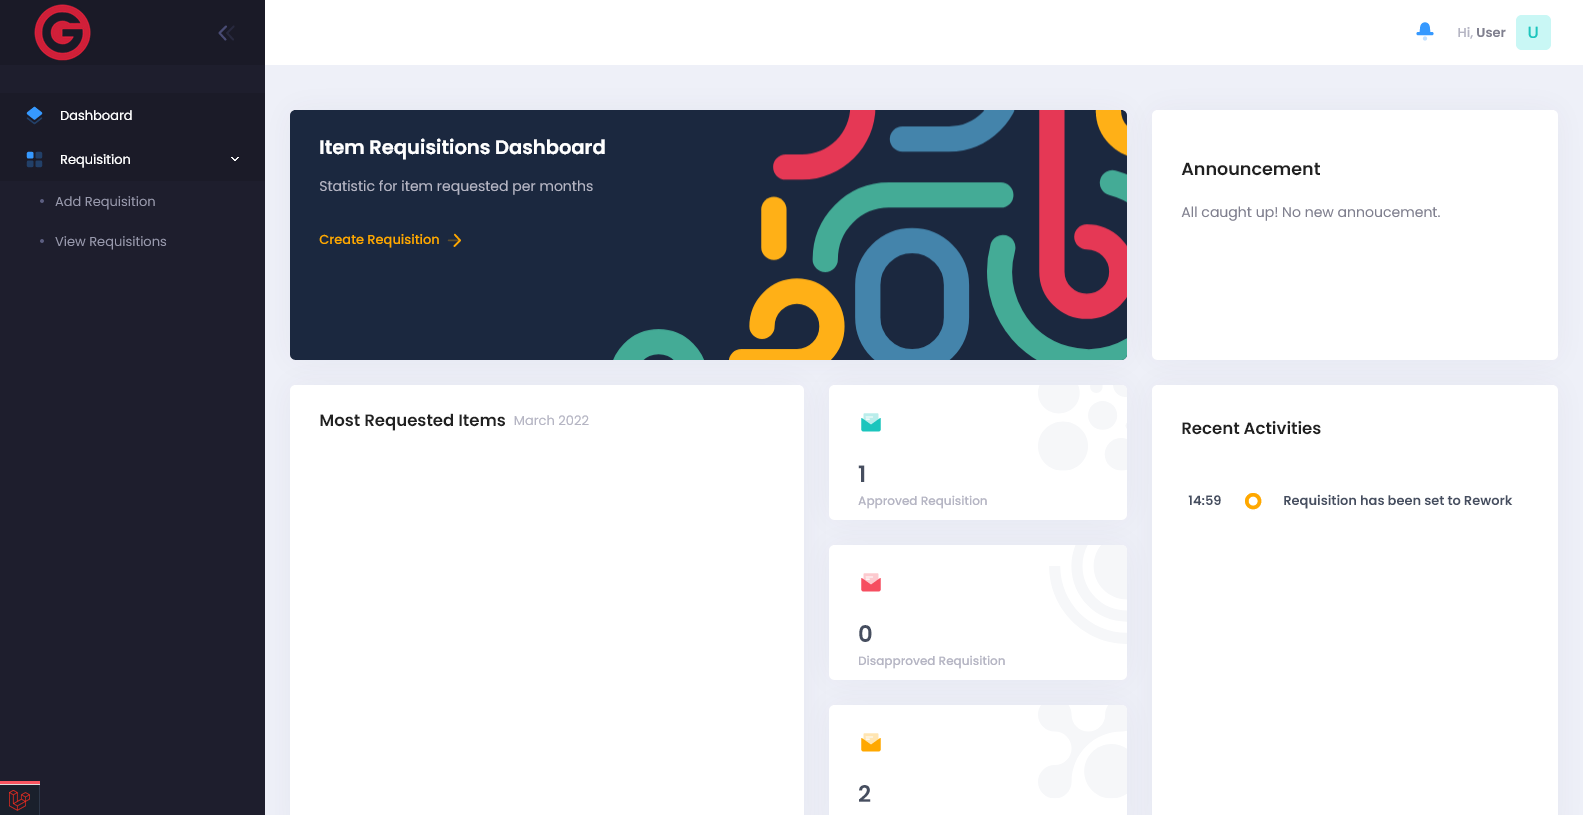 G
Hi, User
U
Dashboard
Requisition
Add Requisition
View Requisitions
Item Requisitions Dashboard
Statistic for item requested per months
Create Requisition
Announcement
All caught up! No new annoucement.
Most Requested Items March 2022
1
Approved Requisition
0
Disapproved Requisition
2
Recent Activities
14:59 Requisition has been set to Rework